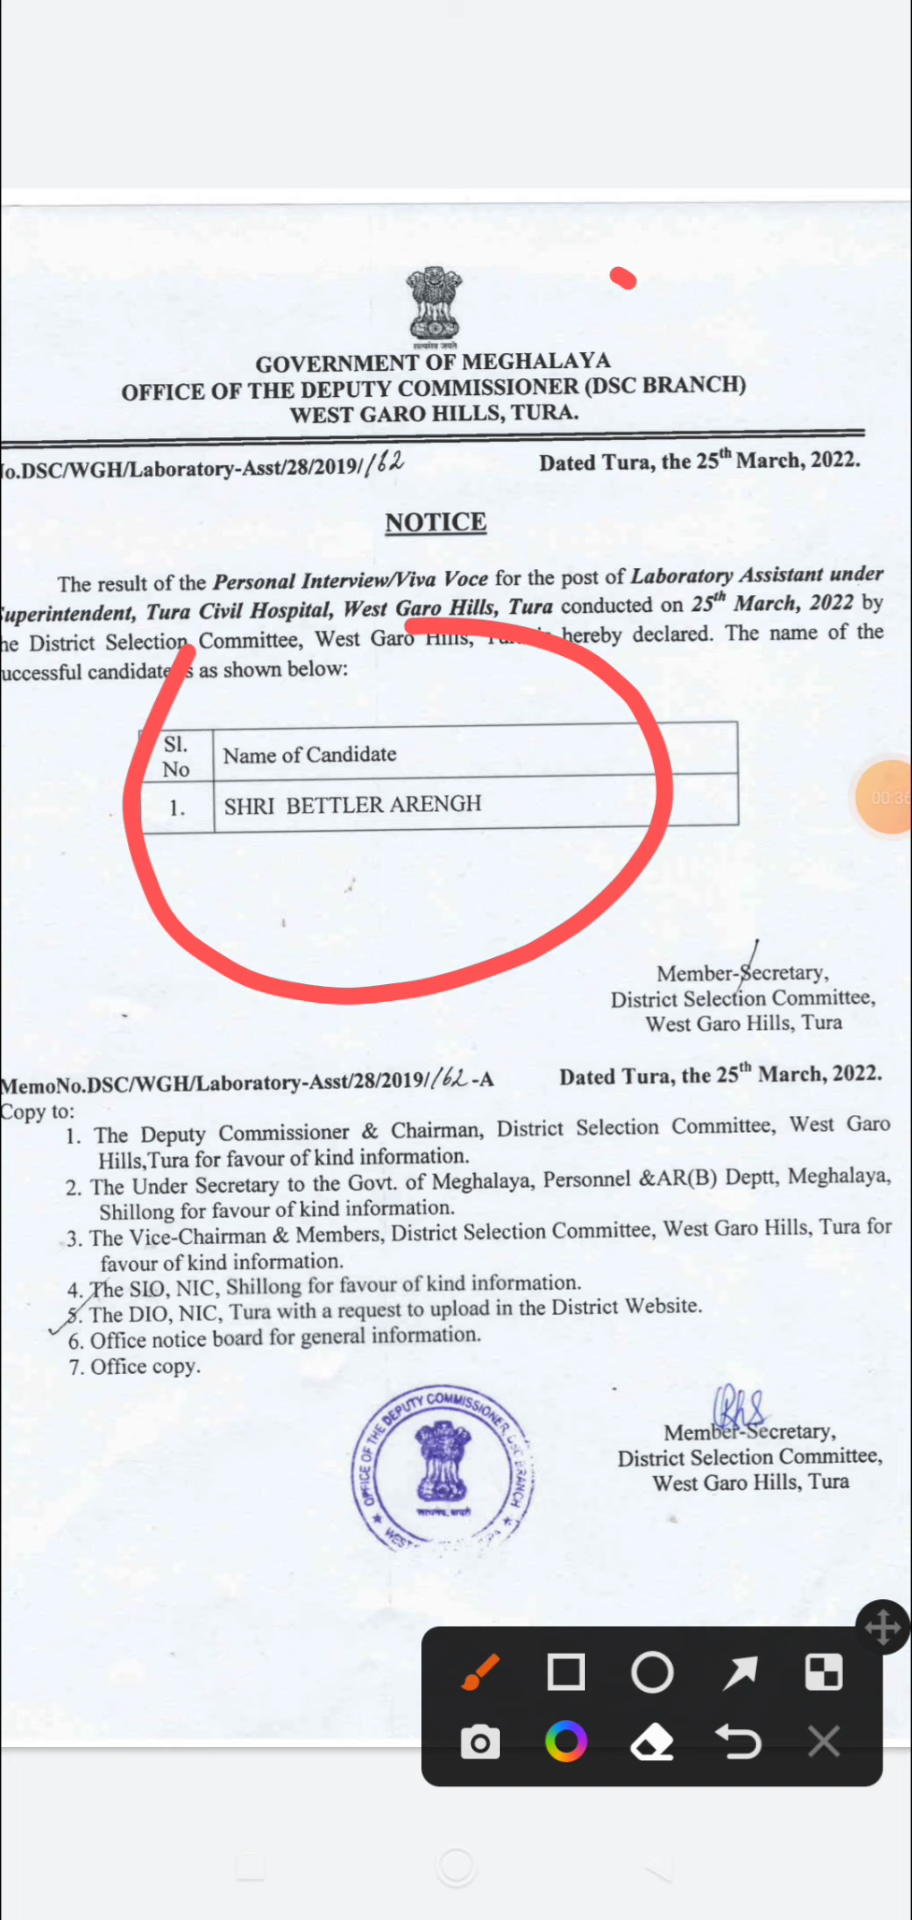 सत्यमेव जयते
GOVERNMENT OF MEGHALAYA
OFFICE OF THE DEPUTY COMMISSIONER (DSC BRANCH)
WEST GARO HILLS, TURA.
o.DSC/WGH/Laboratory-Asst/28/2019/162 Dated Tura, the 25th March, 2022.
NOTICE
The result of the Personal Interview/Viva Voce for the post of Laboratory Assistant under
uperintendent, Tura Civil Hospital, West Garo Hills, Tura conducted on 25th March, 2022 by
he District Selection Committee, West Garo Hills, hereby declared. The name of the
uccessful candidate as shown below:
Sl. No Name of Candidate
1. SHRI BETTLER ARENGH
00:36
Member-Secretary,
District Selection Committee,
West Garo Hills, Tura
MemoNo.DSC/WGH/Laboratory-Asst/28/2019/162-A Dated Tura, the 25th March, 2022.
Copy to:
1. The Deputy Commissioner & Chairman, District Selection Committee, West Garo
Hills,Tura for favour of kind information.
2. The Under Secretary to the Govt. of Meghalaya, Personnel &AR(B) Deptt, Meghalaya,
Shillong for favour of kind information.
3. The Vice-Chairman & Members, District Selection Committee, West Garo Hills, Tura for
favour of kind information.
4. The SIO, NIC, Shillong for favour of kind information.
5. The DIO, NIC, Tura with a request to upload in the District Website.
6. Office notice board for general information.
7. Office copy.
OFFICE OF THE DEPUTY COMMISSIONER, DSC BRANCH
WEST
Member-Secretary,
District Selection Committee,
West Garo Hills, Tura